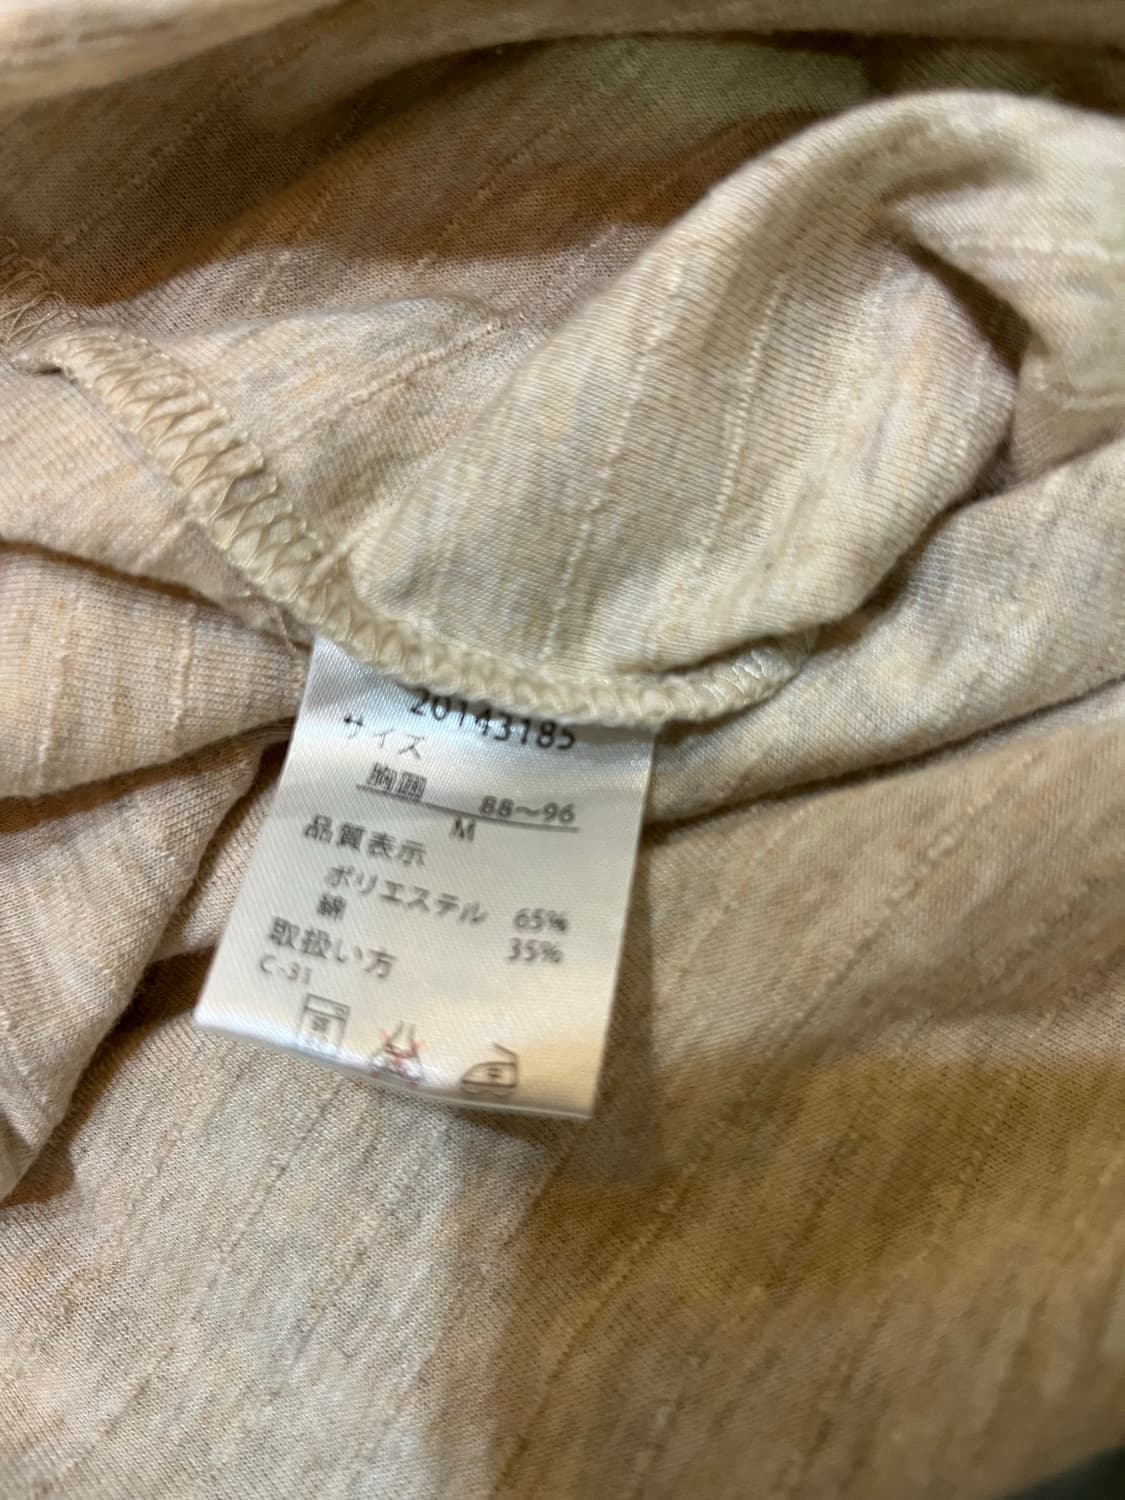 20143185
サイズ
胸囲 88～96
M
品質表示
ポリエステル 65%
綿 35%
取扱い方
C-31